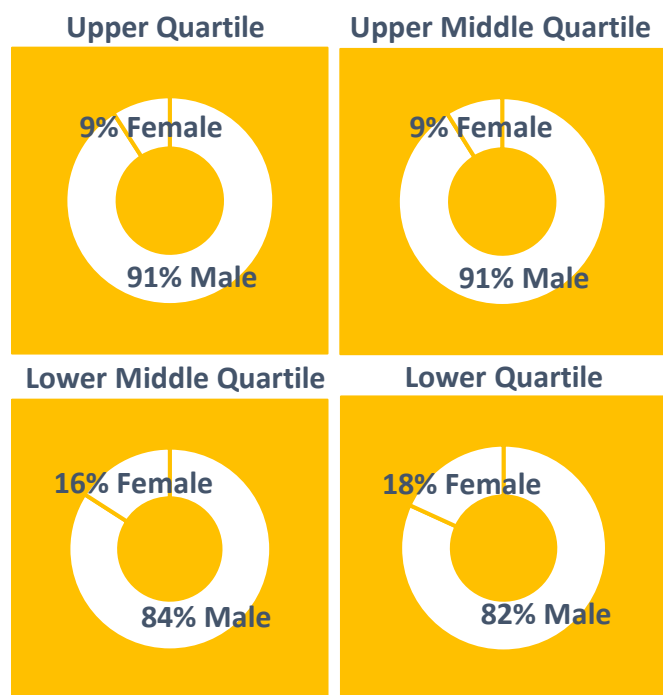 Upper Quartile
9% Female
91% Male
Upper Middle Quartile
9% Female
91% Male
Lower Middle Quartile
16% Female
84% Male
Lower Quartile
18% Female
82% Male